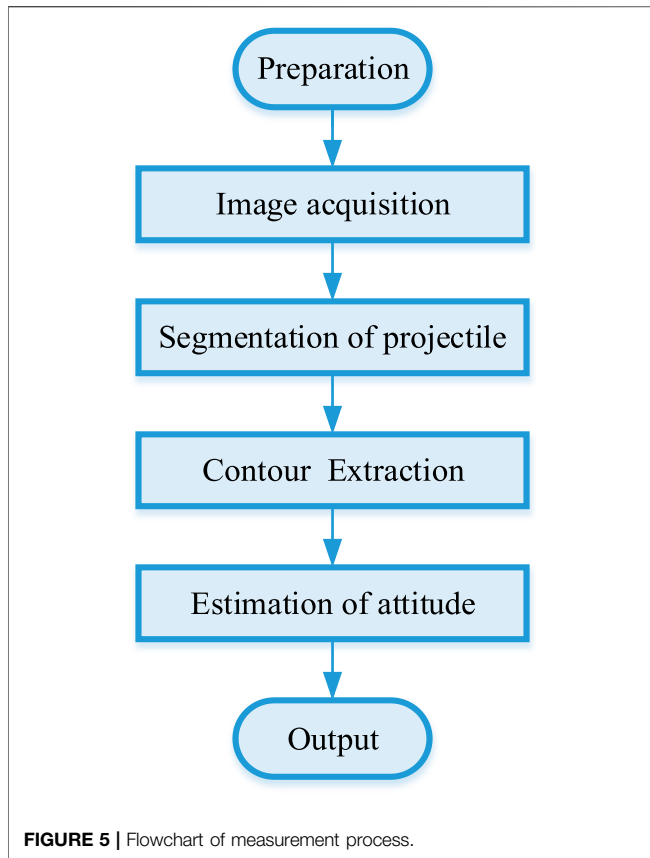 Preparation
Image acquisition
Segmentation of projectile
Contour Extraction
Estimation of attitude
Output
FIGURE 5 | Flowchart of measurement process.